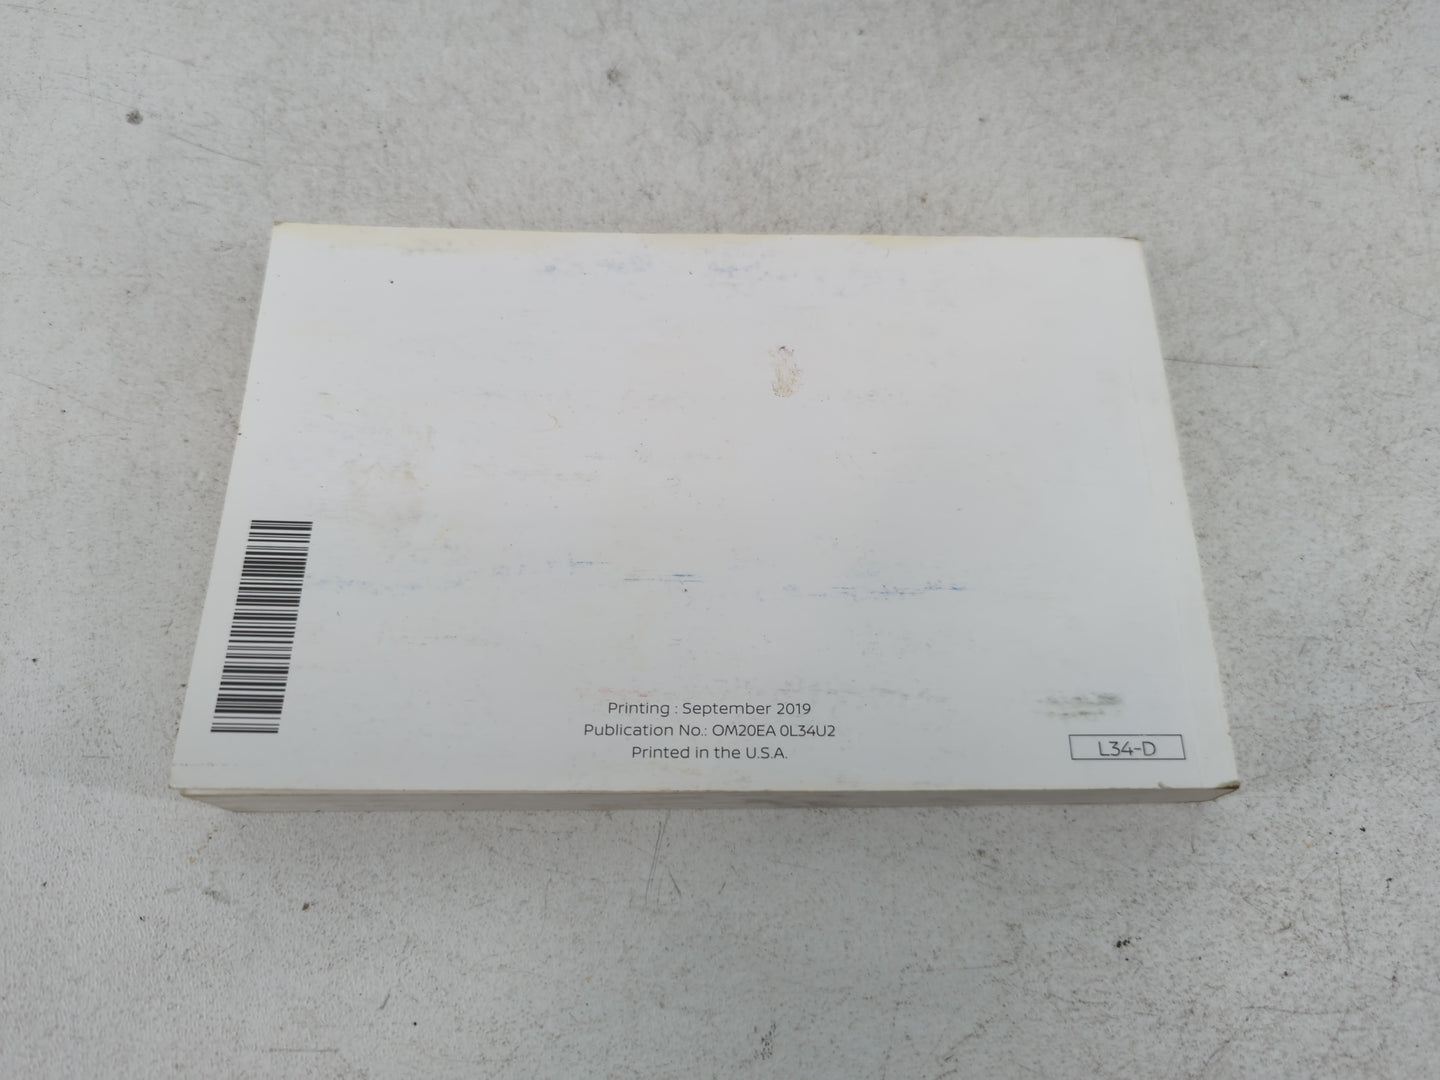 Printing : September 2019
Publication No.: OM20EA 0L34U2
Printed in the U.S.A.
L34-D